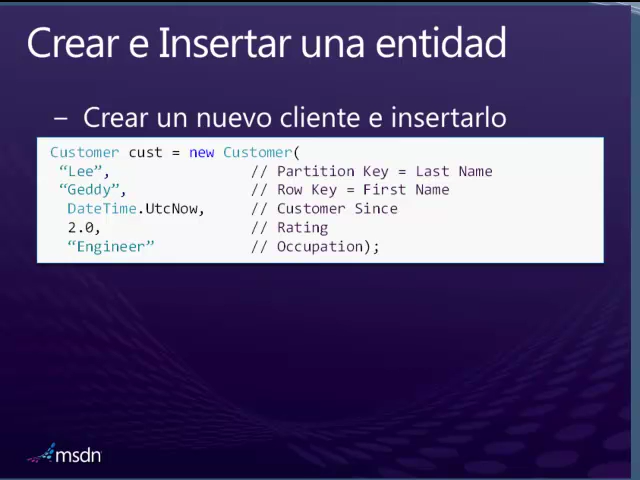 Crear e Insertar una entidad
– Crear un nuevo cliente e insertarlo
Customer cust = new Customer(
“Lee”, // Partition Key = Last Name
“Geddy”, // Row Key = First Name
DateTime.UtcNow, // Customer Since
2.0, // Rating
“Engineer” // Occupation);
msdn